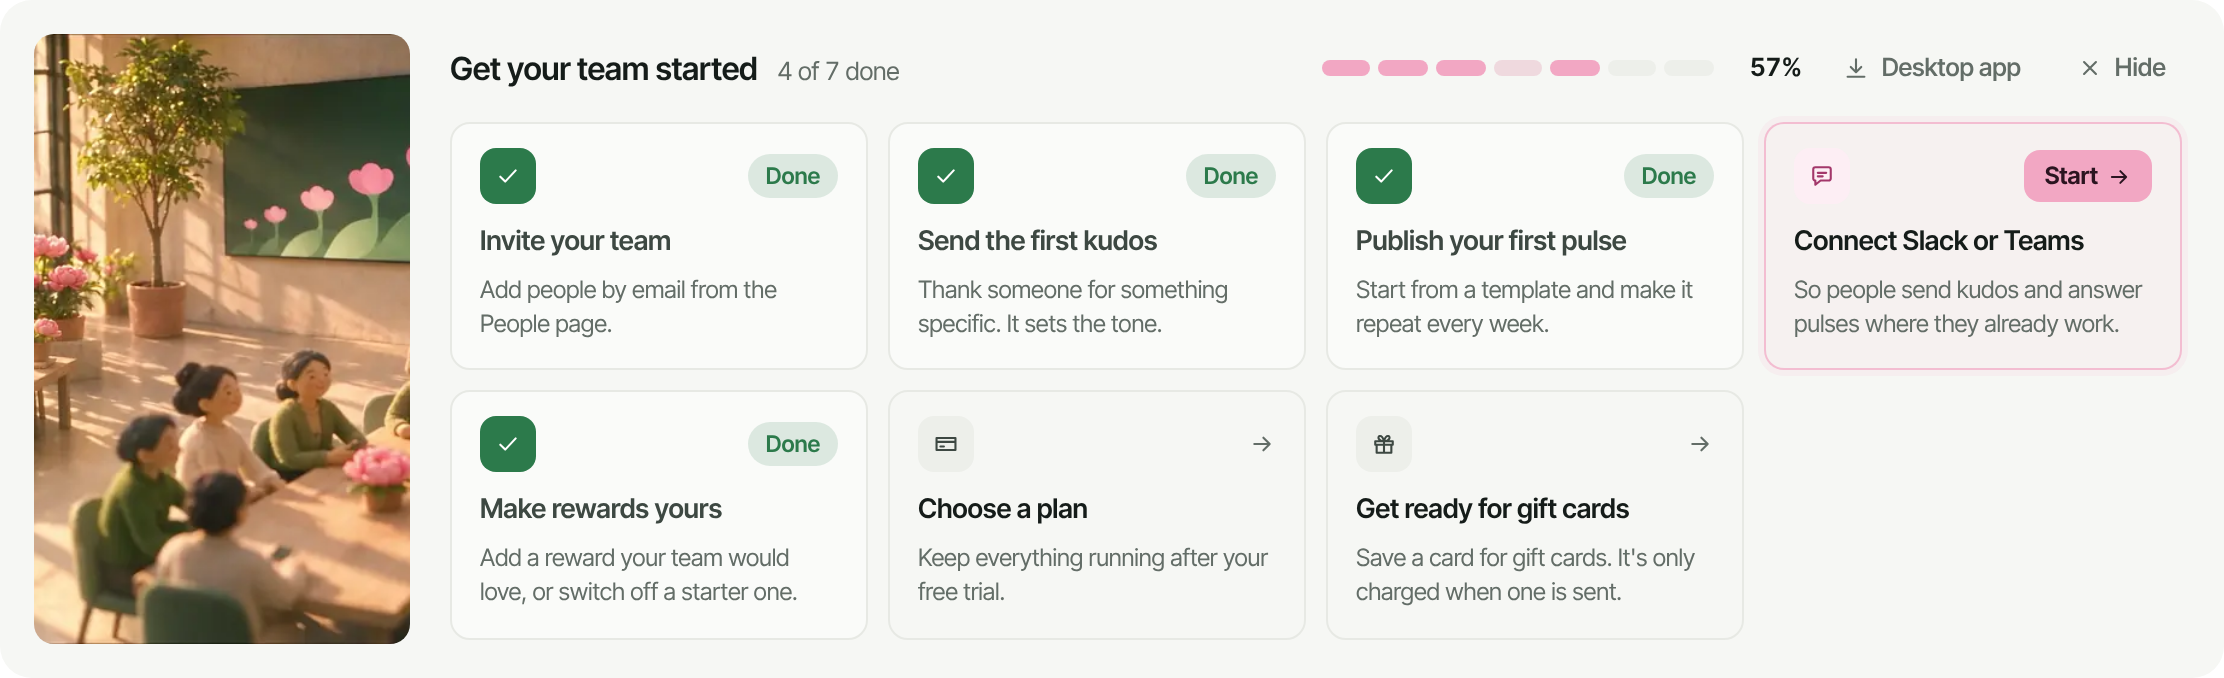 Get your team started 4 of 7 done
57% Desktop app Hide
Done
Invite your team
Add people by email from the
People page.
Done
Send the first kudos
Thank someone for something
specific. It sets the tone.
Done
Publish your first pulse
Start from a template and make it
repeat every week.
Start
Connect Slack or Teams
So people send kudos and answer
pulses where they already work.
Done
Make rewards yours
Add a reward your team would
love, or switch off a starter one.
Choose a plan
Keep everything running after your
free trial.
Get ready for gift cards
Save a card for gift cards. It's only
charged when one is sent.